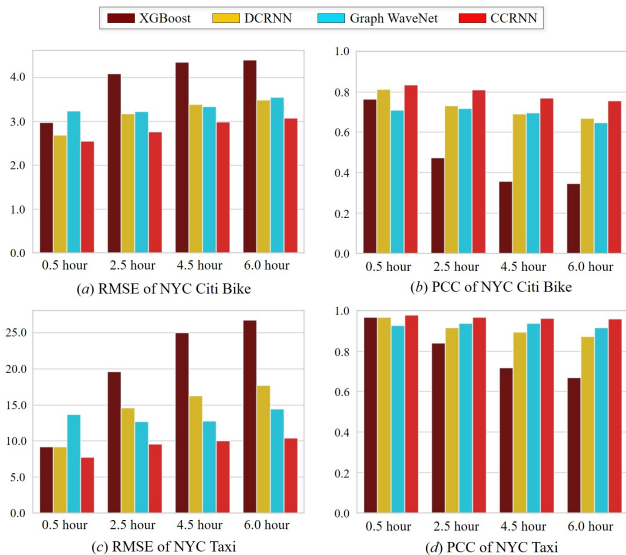 XGBoost DCRNN Graph WaveNet CCRNN
4.0
3.0
2.0
1.0
0.0
0.5 hour 2.5 hour 4.5 hour 6.0 hour
(a) RMSE of NYC Citi Bike
1.0
0.8
0.6
0.4
0.2
0.0
0.5 hour 2.5 hour 4.5 hour 6.0 hour
(b) PCC of NYC Citi Bike
25.0
20.0
15.0
10.0
5.0
0.0
0.5 hour 2.5 hour 4.5 hour 6.0 hour
(c) RMSE of NYC Taxi
1.0
0.8
0.6
0.4
0.2
0.0
0.5 hour 2.5 hour 4.5 hour 6.0 hour
(d) PCC of NYC Taxi